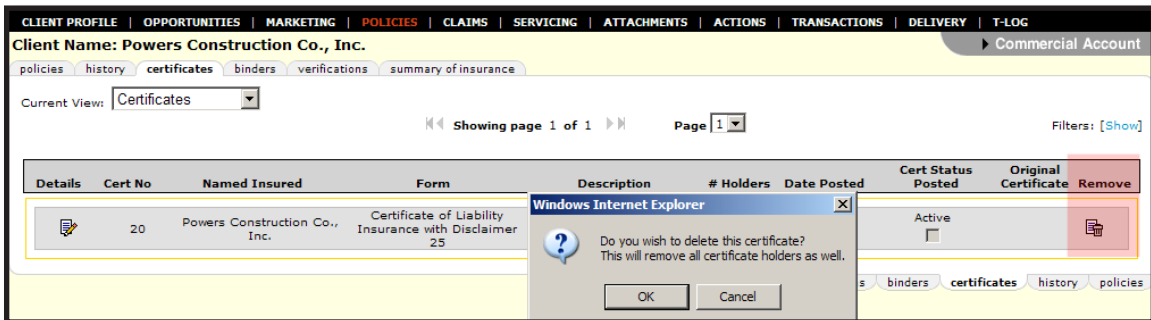 CLIENT PROFILE | OPPORTUNITIES | MARKETING | POLICIES | CLAIMS | SERVICING | ATTACHMENTS | ACTIONS | TRANSACTIONS | DELIVERY | T-LOG
Client Name: Powers Construction Co., Inc.
Commercial Account
policies history certificates binders verifications summary of insurance
Current View: Certificates
Showing page 1 of 1 Page 1
Filters: [Show]
Details Cert No Named Insured Form Description # Holders Date Posted Cert Status Posted Original Certificate Remove
20 Powers Construction Co., Inc. Certificate of Liability Insurance with Disclaimer 25 Active
Windows Internet Explorer
Do you wish to delete this certificate?
This will remove all certificate holders as well.
OK Cancel
s binders certificates history policies